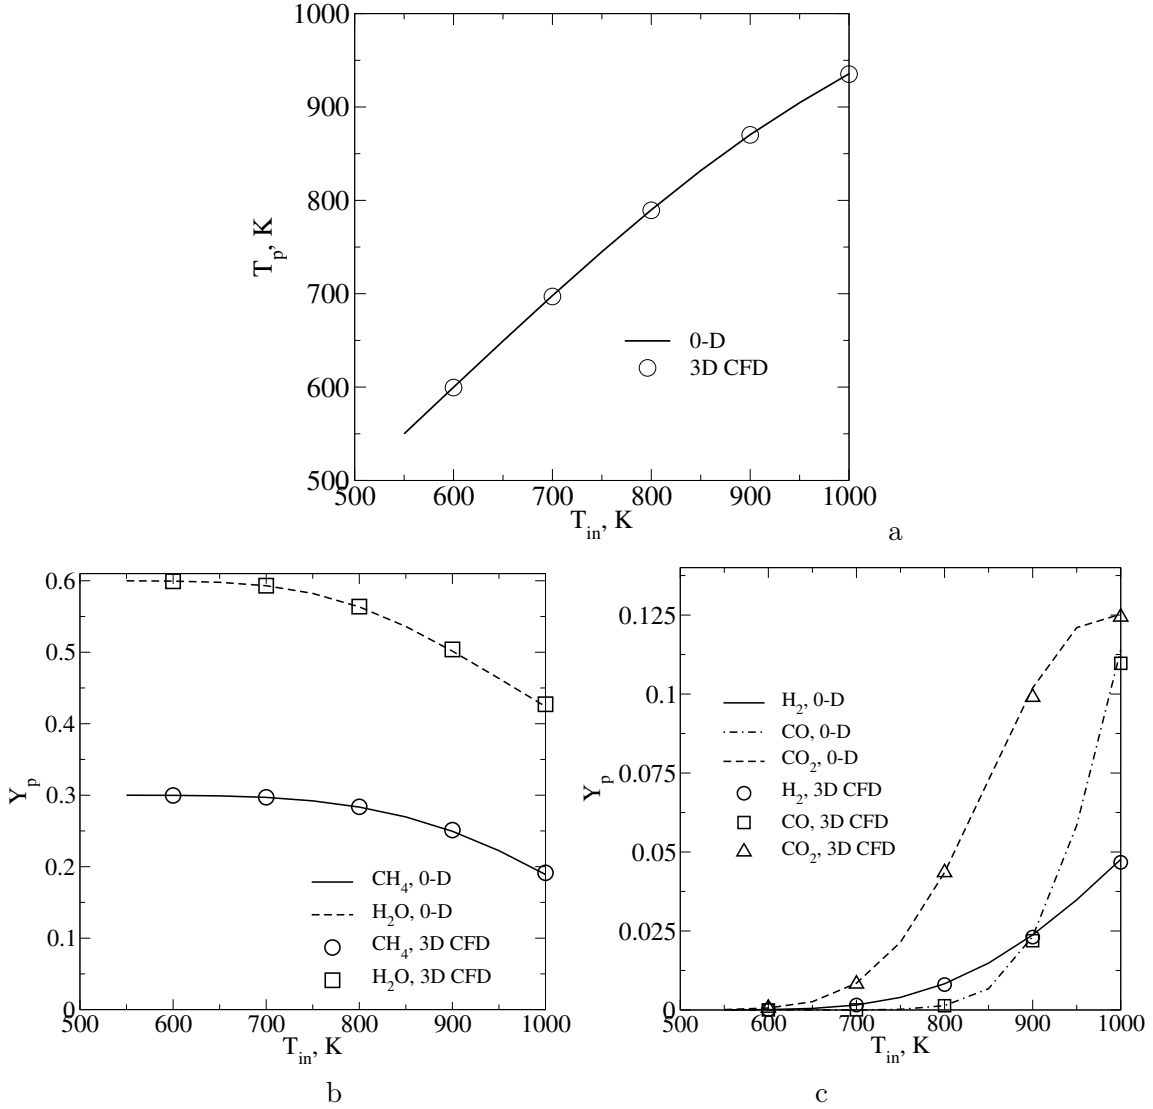 1000
900
800
700
600
500
T_p, K
0-D
3D CFD
500 600 700 800 900 1000
T_in, K
a
0.6
0.5
0.4
0.3
0.2
0.1
0
Y_p
CH_4, 0-D
H_2O, 0-D
CH_4, 3D CFD
H_2O, 3D CFD
500 600 700 800 900 1000
T_in, K
b
0.125
0.1
0.075
0.05
0.025
0
Y_p
H_2, 0-D
CO, 0-D
CO_2, 0-D
H_2, 3D CFD
CO, 3D CFD
CO_2, 3D CFD
500 600 700 800 900 1000
T_in, K
c